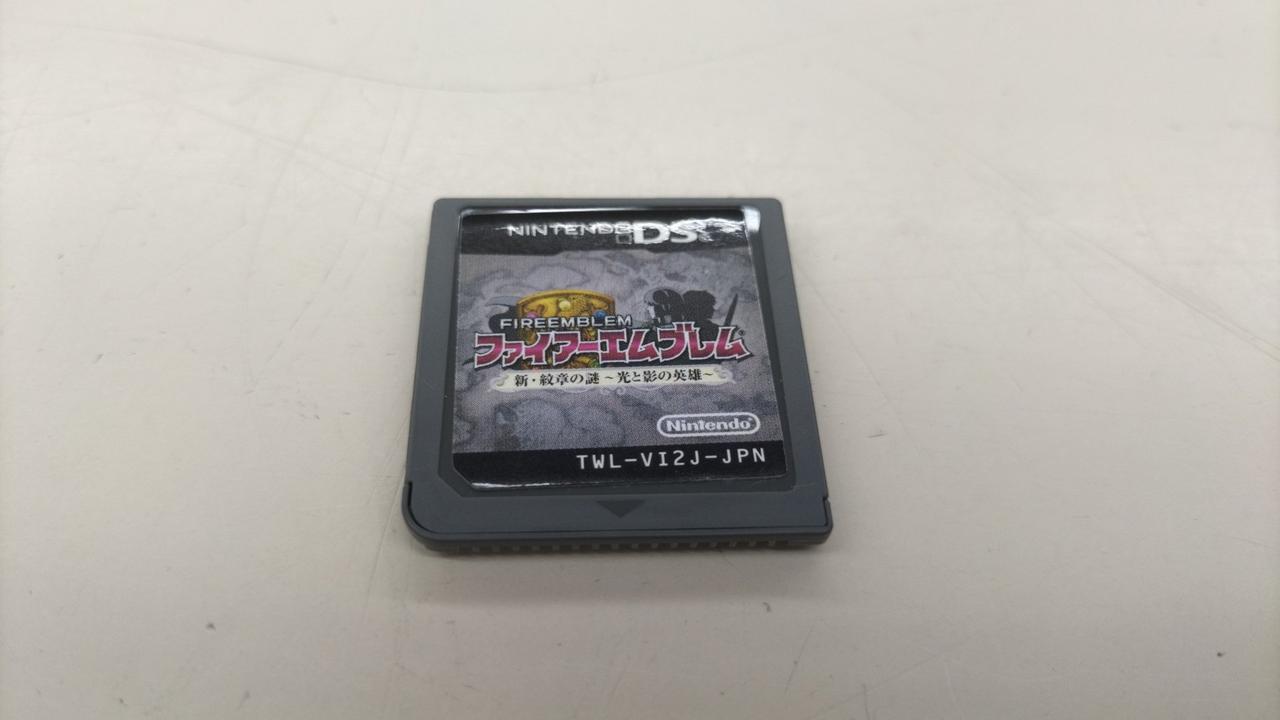 NINTENDO DS
FIREEMBLEM
ファイアーエムブレム
新・紋章の謎 ~光と影の英雄~
Nintendo
TWL-VI2J-JPN